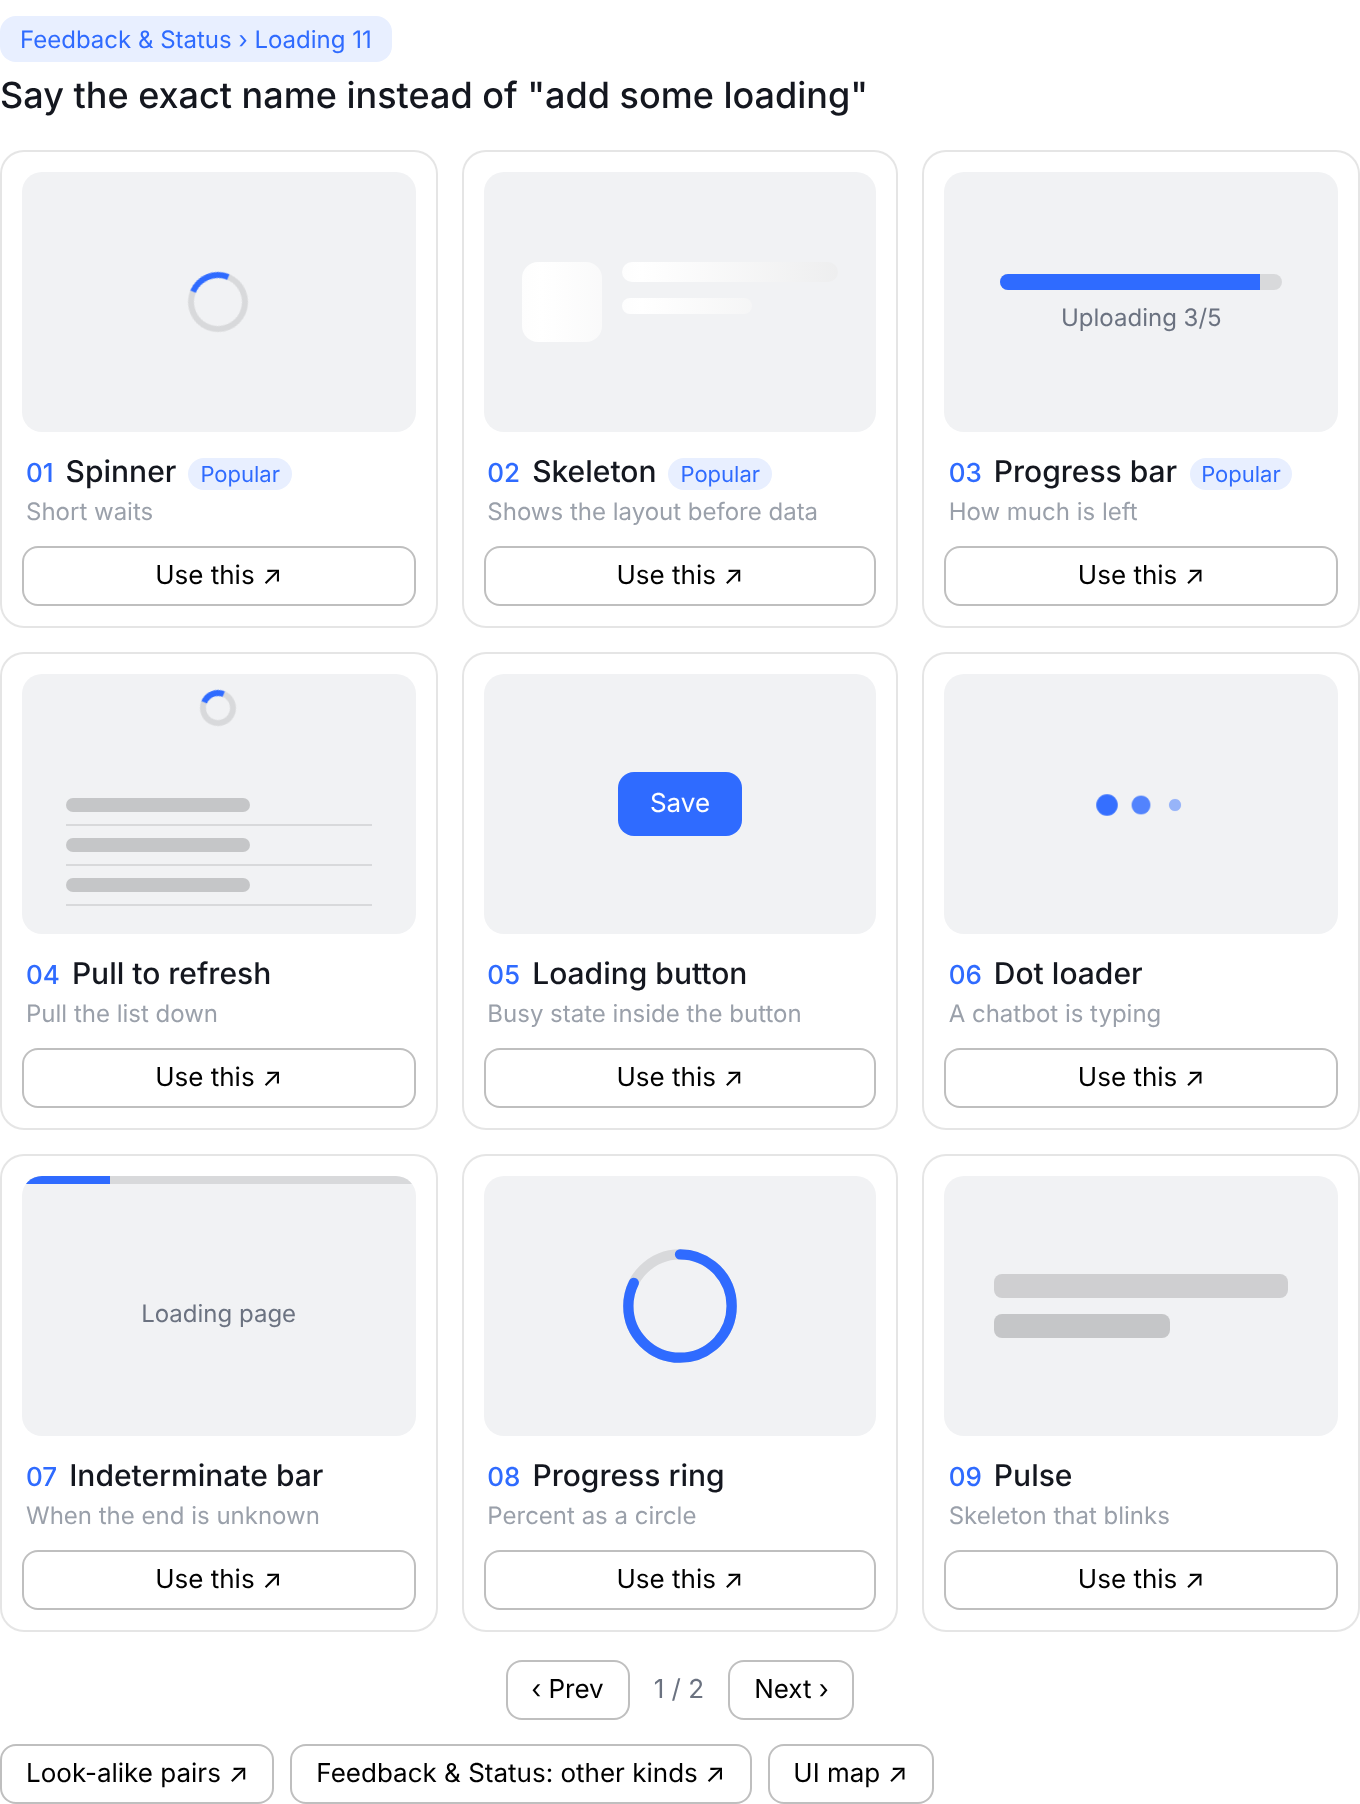 Feedback & Status › Loading 11
Say the exact name instead of "add some loading"
Uploading 3/5
01 Spinner Popular
Short waits
Use this ↗
02 Skeleton Popular
Shows the layout before data
Use this ↗
03 Progress bar Popular
How much is left
Use this ↗
04 Pull to refresh
Pull the list down
Use this ↗
Save
05 Loading button
Busy state inside the button
Use this ↗
06 Dot loader
A chatbot is typing
Use this ↗
Loading page
07 Indeterminate bar
When the end is unknown
Use this ↗
08 Progress ring
Percent as a circle
Use this ↗
09 Pulse
Skeleton that blinks
Use this ↗
‹ Prev 1 / 2 Next ›
Look-alike pairs ↗ Feedback & Status: other kinds ↗ UI map ↗